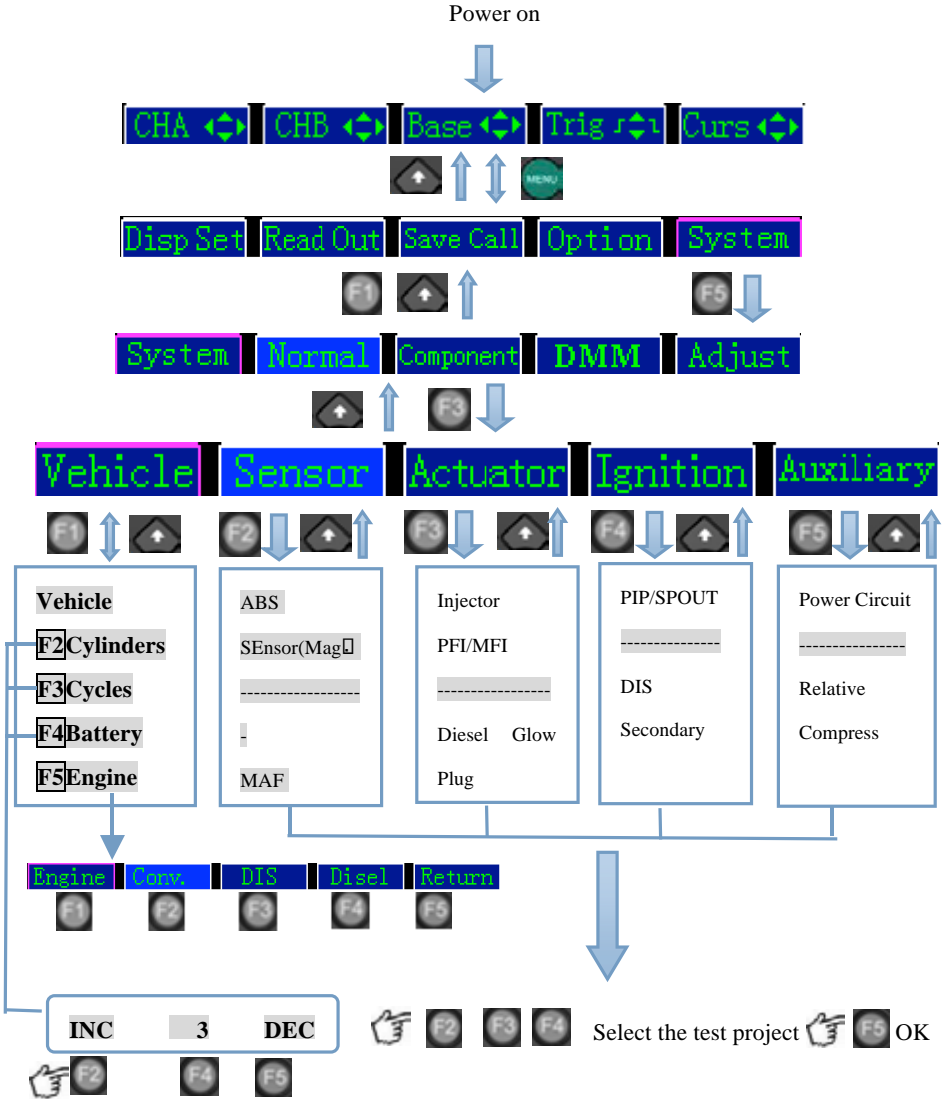 Power on
CHA CHB Base Trig Curs
MENU
Disp Set Read Out Save Call Option System
F1 F5
System Normal Component DMM Adjust
F3
Vehicle Sensor Actuator Ignition Auxiliary
F1 F2 F3 F4 F5
Vehicle
F2Cylinders
F3Cycles
F4Battery
F5Engine
ABS
SEnsor(Mag
------------------
-
MAF
Injector
PFI/MFI
-----------------
Diesel Glow
Plug
PIP/SPOUT
---------------
DIS
Secondary
Power Circuit
----------------
Relative
Compress
Engine Conv. DIS Disel Return
F1 F2 F3 F4 F5
INC 3 DEC
F2 F4 F5
F2 F3 F4 Select the test project F5 OK